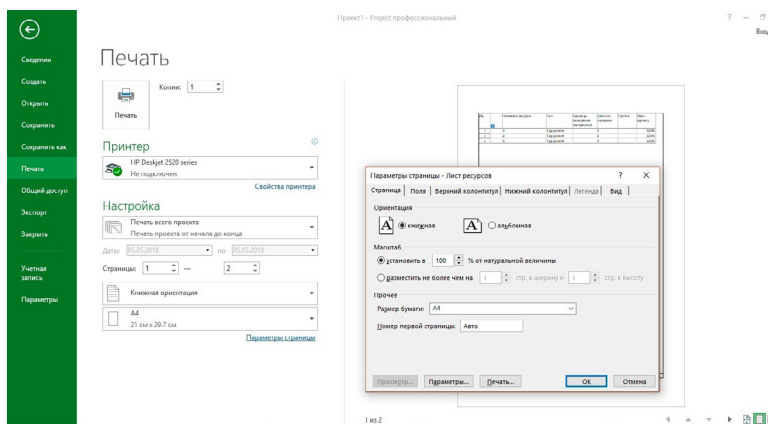 Проект1 - Project профессиональный
? – 
Вход
Сведения
Создать
Открыть
Сохранить
Сохранить как
Печать
Общий доступ
Экспорт
Закрыть
Учетная
запись
Параметры
Печать
Копии: 1
Печать
Принтер
HP Deskjet 2520 series
Не подключен
Свойства принтера
Настройка
Печать всего проекта
Печать проекта от начала до конца
Даты: 05.05.2018 по 05.05.2018
Страницы: 1 — 2
Книжная ориентация
A4
21 см x 29,7 см
Параметры страницы
Название ресурса
Параметры страницы - Лист ресурсов ? X
Страница Поля Верхний колонтитул Нижний колонтитул Легенда Вид
Ориентация
A книжная A альбомная
Масштаб
установить в 100 % от натуральной величины
разместить не более чем на 1 стр. в ширину и 1 стр. в высоту
Прочее
Размер бумаги: A4
Номер первой страницы: Авто
Просмотр... Параметры... Печать... ОК Отмена
1 из 2